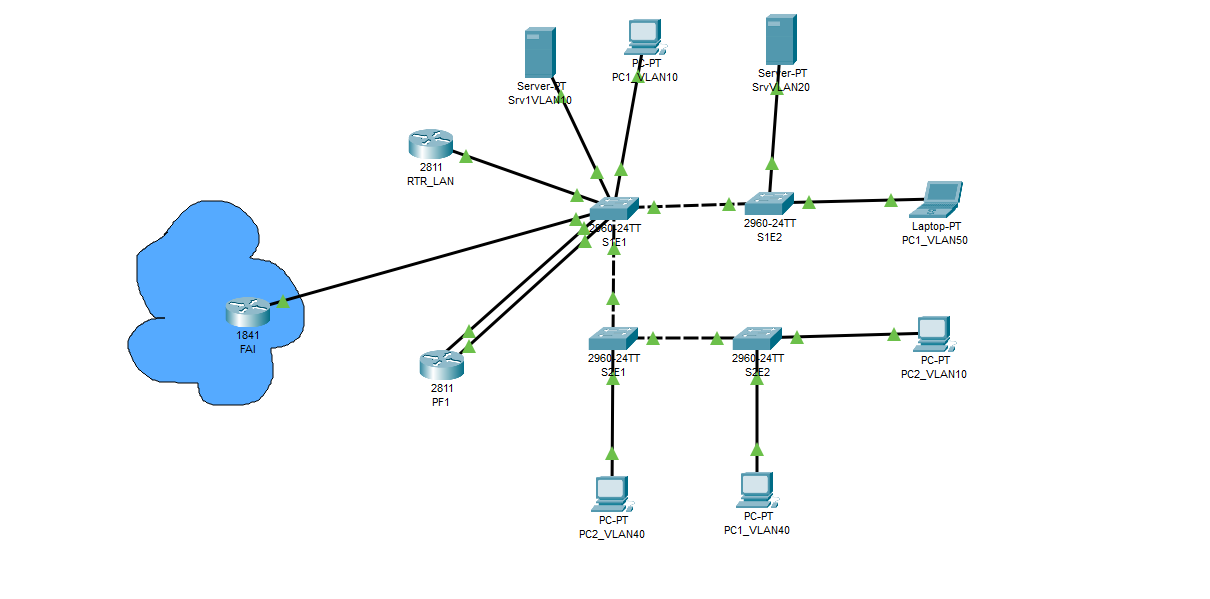 Server-PT
Srv1VLAN10
PC-PT
PC1_VLAN10
Server-PT
SrvVLAN20
2811
RTR_LAN
2960-24TT
S1E1
2960-24TT
S1E2
Laptop-PT
PC1_VLAN50
1841
FAI
2811
PF1
2960-24TT
S2E1
2960-24TT
S2E2
PC-PT
PC2_VLAN10
PC-PT
PC2_VLAN40
PC-PT
PC1_VLAN40